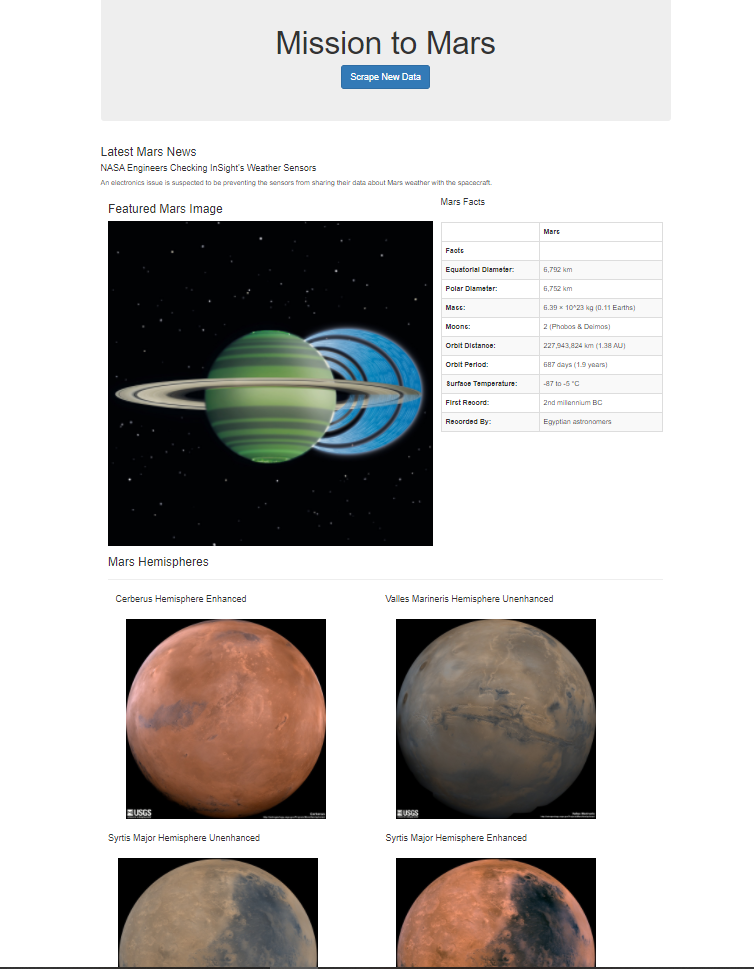 Mission to Mars
Scrape New Data
Latest Mars News
NASA Engineers Checking InSight's Weather Sensors
An electronics issue is suspected to be preventing the sensors from sharing their data about Mars weather with the spacecraft.
Featured Mars Image
Mars Facts
Mars
Facts
Equatorial Diameter: 6,792 km
Polar Diameter: 6,752 km
Mass: 6.39 × 10^23 kg (0.11 Earths)
Moons: 2 (Phobos & Deimos)
Orbit Distance: 227,943,824 km (1.38 AU)
Orbit Period: 687 days (1.9 years)
Surface Temperature: -87 to -5 °C
First Record: 2nd millennium BC
Recorded By: Egyptian astronomers
Mars Hemispheres
Cerberus Hemisphere Enhanced
Valles Marineris Hemisphere Unenhanced
USGS
USGS
Syrtis Major Hemisphere Unenhanced
Syrtis Major Hemisphere Enhanced